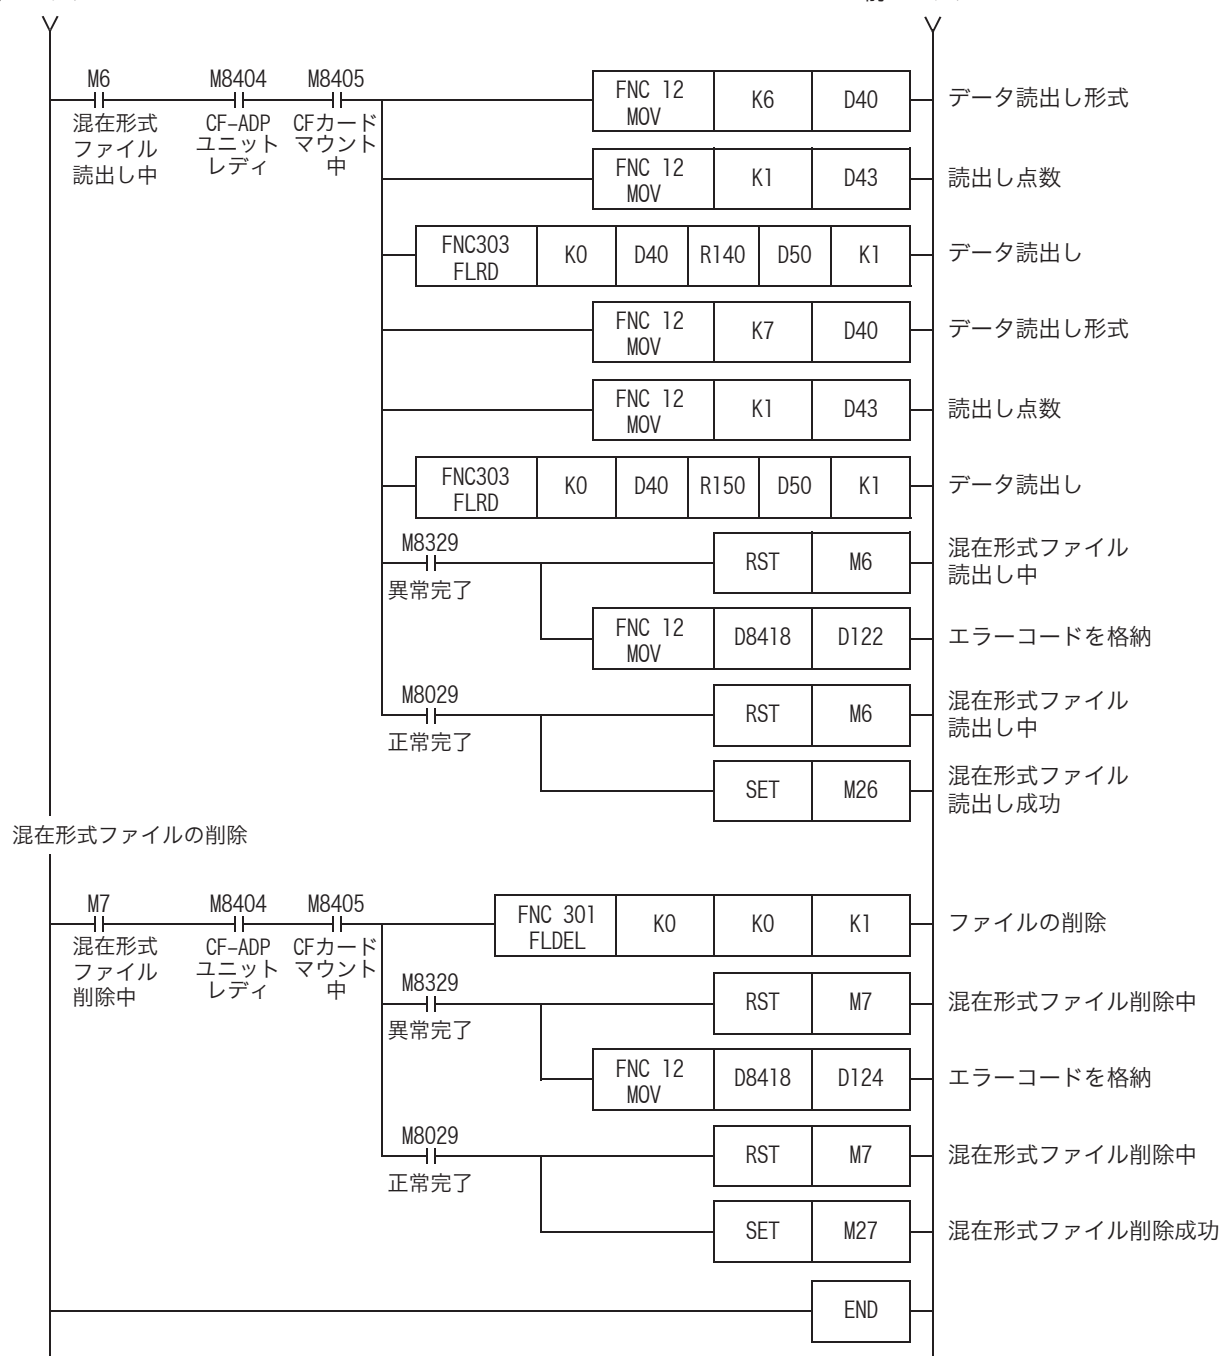 M6 M8404 M8405
混在形式
ファイル
読出し中
CF-ADP
ユニット
レディ
CFカード
マウント
中
FNC 12
MOV
K6 D40
データ読出し形式
FNC 12
MOV
K1 D43
読出し点数
FNC303
FLRD
K0 D40 R140 D50 K1
データ読出し
FNC 12
MOV
K7 D40
データ読出し形式
FNC 12
MOV
K1 D43
読出し点数
FNC303
FLRD
K0 D40 R150 D50 K1
データ読出し
M8329
異常完了
RST M6
混在形式ファイル
読出し中
FNC 12
MOV
D8418 D122
エラーコードを格納
M8029
正常完了
RST M6
混在形式ファイル
読出し中
SET M26
混在形式ファイル
読出し成功
混在形式ファイルの削除
M7 M8404 M8405
混在形式
ファイル
削除中
CF-ADP
ユニット
レディ
CFカード
マウント
中
FNC 301
FLDEL
K0 K0 K1
ファイルの削除
M8329
異常完了
RST M7
混在形式ファイル削除中
FNC 12
MOV
D8418 D124
エラーコードを格納
M8029
正常完了
RST M7
混在形式ファイル削除中
SET M27
混在形式ファイル削除成功
END